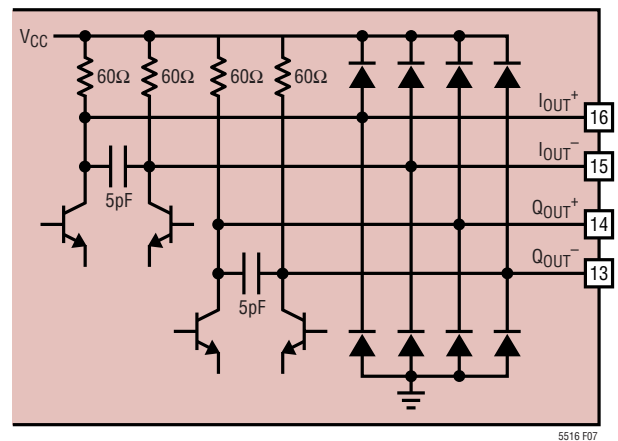 VCC
60Ω 60Ω 60Ω 60Ω
IOUT+
16
5pF
IOUT–
15
QOUT+
14
5pF
QOUT–
13
5516 F07